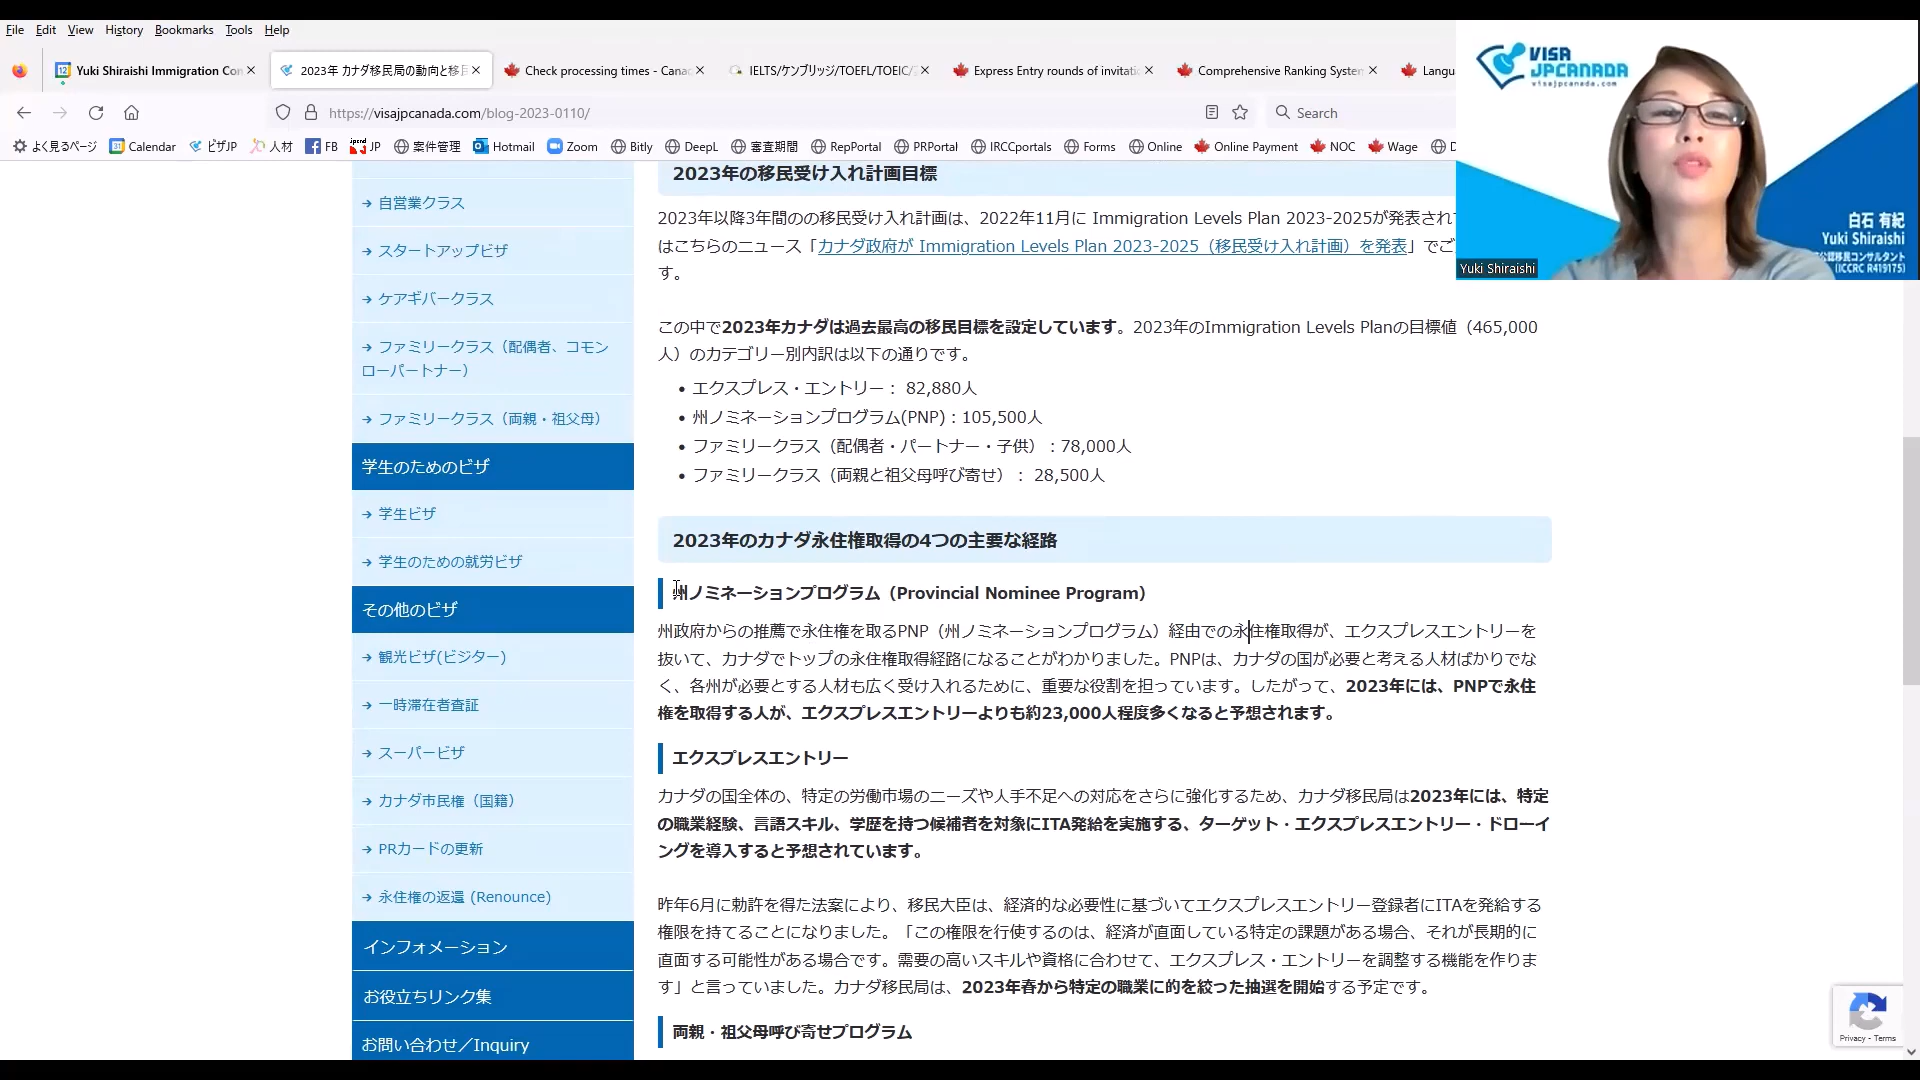 File Edit View History Bookmarks Tools Help
Yuki Shiraishi Immigration Con
2023年 カナダ移民局の動向と移民
Check processing times - Canad
IELTS/ケンブリッジ/TOEFL/TOEIC/
Express Entry rounds of invitati
Comprehensive Ranking System
Langu
https://visajpcanada.com/blog-2023-0110/
Search
よく見るページ Calendar ビザJP 人材 FB JP 案件管理 Hotmail Zoom Bitly DeepL 審査期間 RepPortal PRPortal IRCCportals Forms Online Online Payment NOC Wage
VISA
JPCANADA
visajpcanada.com
白石 有紀
Yuki Shiraishi
公認移民コンサルタント
(ICCRC R419175)
Yuki Shiraishi
→ 自営業クラス
→ スタートアップビザ
→ ケアギバークラス
→ ファミリークラス（配偶者、コモン
ローパートナー）
→ ファミリークラス（両親・祖父母）
学生のためのビザ
→ 学生ビザ
→ 学生のための就労ビザ
その他のビザ
→ 観光ビザ(ビジター)
→ 一時滞在者査証
→ スーパービザ
→ カナダ市民権（国籍）
→ PRカードの更新
→ 永住権の返還 (Renounce)
インフォメーション
お役立ちリンク集
お問い合わせ／Inquiry
2023年の移民受け入れ計画目標
2023年以降3年間のの移民受け入れ計画は、2022年11月に Immigration Levels Plan 2023-2025が発表され
はこちらのニュース「カナダ政府が Immigration Levels Plan 2023-2025（移民受け入れ計画）を発表」でご
す。
この中で2023年カナダは過去最高の移民目標を設定しています。2023年のImmigration Levels Planの目標値（465,000
人）のカテゴリー別内訳は以下の通りです。
• エクスプレス・エントリー： 82,880人
• 州ノミネーションプログラム(PNP)：105,500人
• ファミリークラス（配偶者・パートナー・子供）：78,000人
• ファミリークラス（両親と祖父母呼び寄せ）： 28,500人
2023年のカナダ永住権取得の4つの主要な経路
州ノミネーションプログラム（Provincial Nominee Program）
州政府からの推薦で永住権を取るPNP（州ノミネーションプログラム）経由での永住権取得が、エクスプレスエントリーを
抜いて、カナダでトップの永住権取得経路になることがわかりました。PNPは、カナダの国が必要と考える人材ばかりでな
く、各州が必要とする人材も広く受け入れるために、重要な役割を担っています。したがって、2023年には、PNPで永住
権を取得する人が、エクスプレスエントリーよりも約23,000人程度多くなると予想されます。
エクスプレスエントリー
カナダの国全体の、特定の労働市場のニーズや人手不足への対応をさらに強化するため、カナダ移民局は2023年には、特定
の職業経験、言語スキル、学歴を持つ候補者を対象にITA発給を実施する、ターゲット・エクスプレスエントリー・ドローイ
ングを導入すると予想されています。
昨年6月に勅許を得た法案により、移民大臣は、経済的な必要性に基づいてエクスプレスエントリー登録者にITAを発給する
権限を持てることになりました。「この権限を行使するのは、経済が直面している特定の課題がある場合、それが長期的に
直面する可能性がある場合です。需要の高いスキルや資格に合わせて、エクスプレス・エントリーを調整する機能を作りま
す」と言っていました。カナダ移民局は、2023年春から特定の職業に的を絞った抽選を開始する予定です。
両親・祖父母呼び寄せプログラム
Privacy - Terms